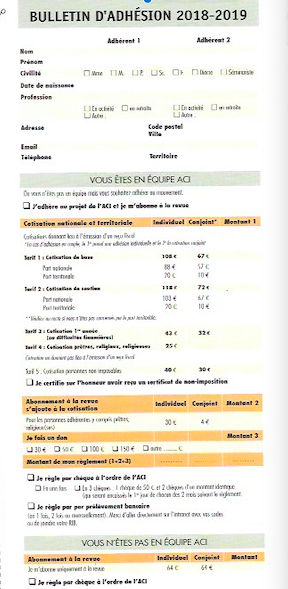 BULLETIN D'ADHÉSION 2018-2019
Adhérent 1 Adhérent 2
Nom
Prénom
Civilité ☐ Mme ☐ M. ☐ P. ☐ Sr. ☐ F. ☐ Diacre ☐ Séminariste
Date de naissance
Profession
☐ En activité ☐ en retraite ☐ En activité ☐ en retraite
☐ Autre : ☐ Autre :
Adresse Code postal
Ville
Email
Téléphone Territoire
VOUS ÊTES EN ÉQUIPE ACI
Ou vous n'êtes pas en équipe mais vous souhaitez adhérer au mouvement.
☐ J'adhère au projet de l'ACI et je m'abonne à la revue
Cotisation nationale et territoriale Individuel Conjoint* Montant 1
Cotisations donnant lieu à l'émission d'un reçu fiscal
Tarif 1 : Cotisation de base 108 € 67 €
Part nationale 88 € 57 €
Part territoriale 20 € 10 €
Tarif 2 : Cotisation de soutien 118 € 72 €
Part nationale 103 € 67 €
Part territoriale 20 € 10 €
Tarif 3 : Cotisation 1re année 42 € 32 €
(ou difficultés financières)
Tarif 4 : Cotisation prêtres, religieux, religieuses 25 €
Cotisation ne donnant pas lieu à l'émission d'un reçu fiscal
Tarif 5 : Cotisation personnes non imposables 40 € 30 €
☐ Je certifie sur l'honneur avoir reçu un certificat de non-imposition
Abonnement à la revue Individuel Conjoint Montant 2
s'ajoute à la cotisation
Pour les personnes adhérentes y compris prêtres, 30 € 4 €
religieux(ses)
Je fais un don Montant 3
☐ 30 € ☐ 50 € ☐ 100 € ☐ 150 € ☐ autre ........ €
Montant de mon règlement (1+2+3)
☐ Je règle par chèque à l'ordre de l'ACI
☐ En une fois ☐ En 3 chèques : 1 chèque de 50 € et 2 chèques d'un montant identique
(qui seront encaissés le 1er jour de chacun des 2 mois suivant le règlement.
☐ Je règle par prélèvement bancaire
(en 1 fois, 2 fois ou mensuellement). Merci d'aller directement sur l'intranet avec vos codes
ou de joindre votre RIB.
VOUS N'ÊTES PAS EN ÉQUIPE ACI
Abonnement à la revue Individuel Conjoint Montant
Je m'abonne uniquement à la revue 64 € 64 €
☐ Je règle par chèque à l'ordre de l'ACI